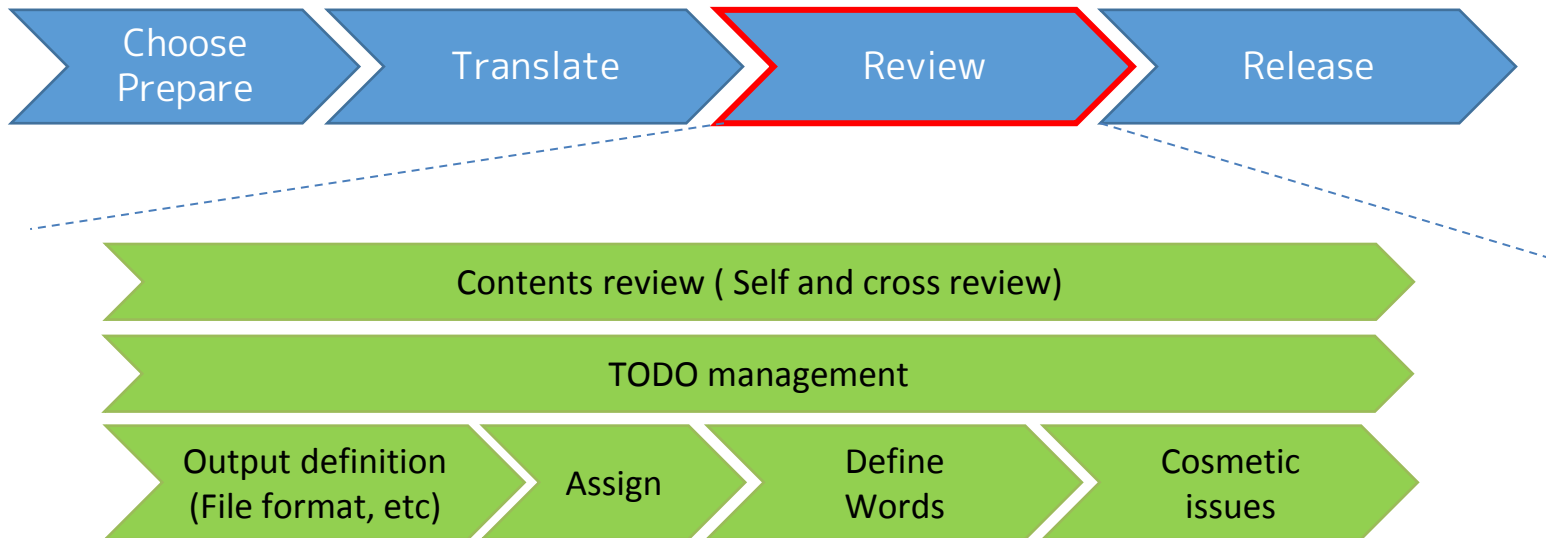 Choose
Prepare
Translate
Review
Release
Contents review ( Self and cross review)
TODO management
Output definition
(File format, etc)
Assign
Define
Words
Cosmetic
issues